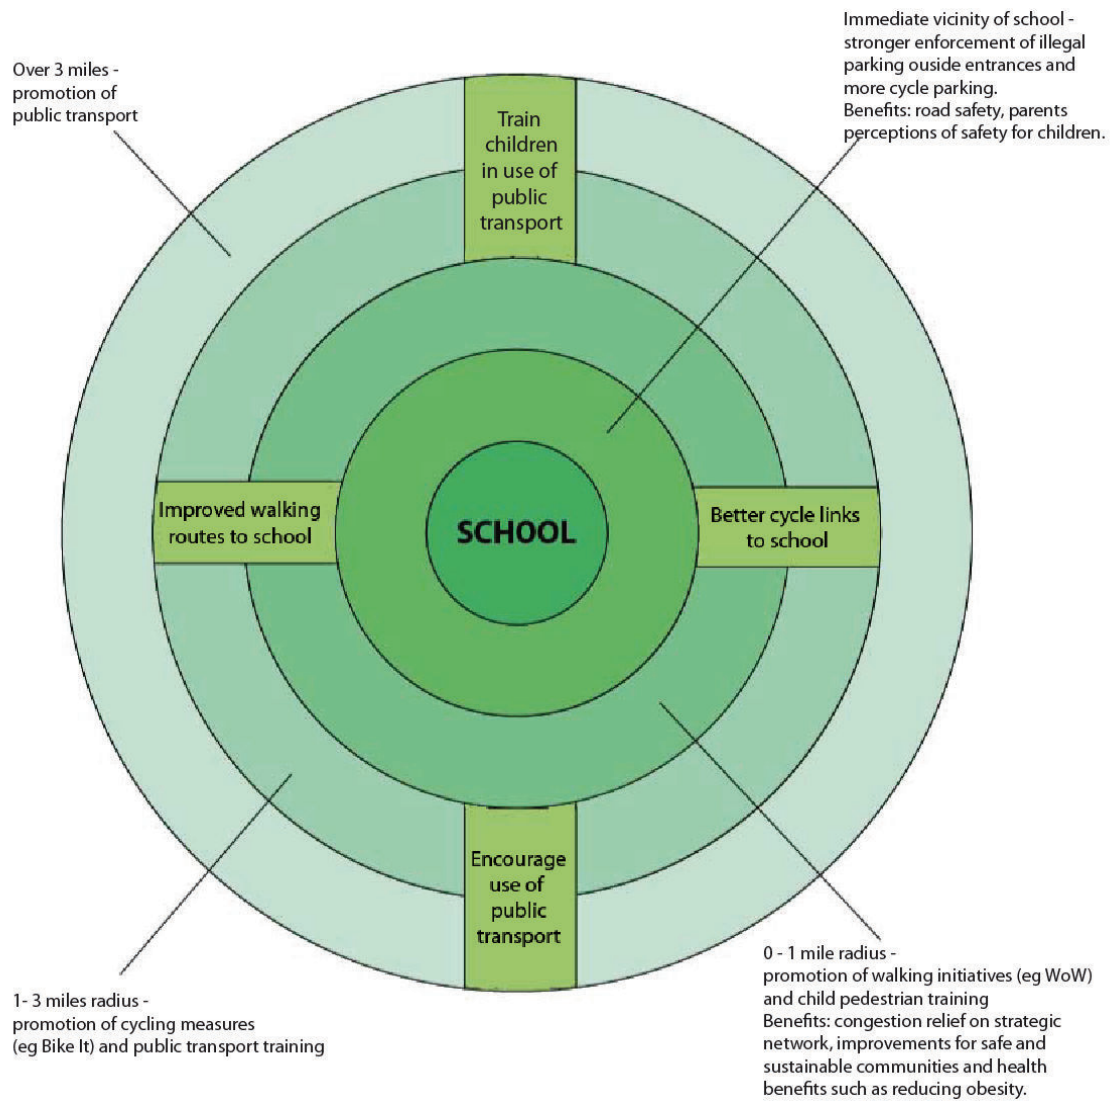 Immediate vicinity of school -
stronger enforcement of illegal
parking ouside entrances and
more cycle parking.
Benefits: road safety, parents
perceptions of safety for children.
Over 3 miles -
promotion of
public transport
Train
children
in use of
public
transport
Improved walking
routes to school
SCHOOL
Better cycle links
to school
Encourage
use of
public
transport
1- 3 miles radius -
promotion of cycling measures
(eg Bike It) and public transport training
0 - 1 mile radius -
promotion of walking initiatives (eg WoW)
and child pedestrian training
Benefits: congestion relief on strategic
network, improvements for safe and
sustainable communities and health
benefits such as reducing obesity.